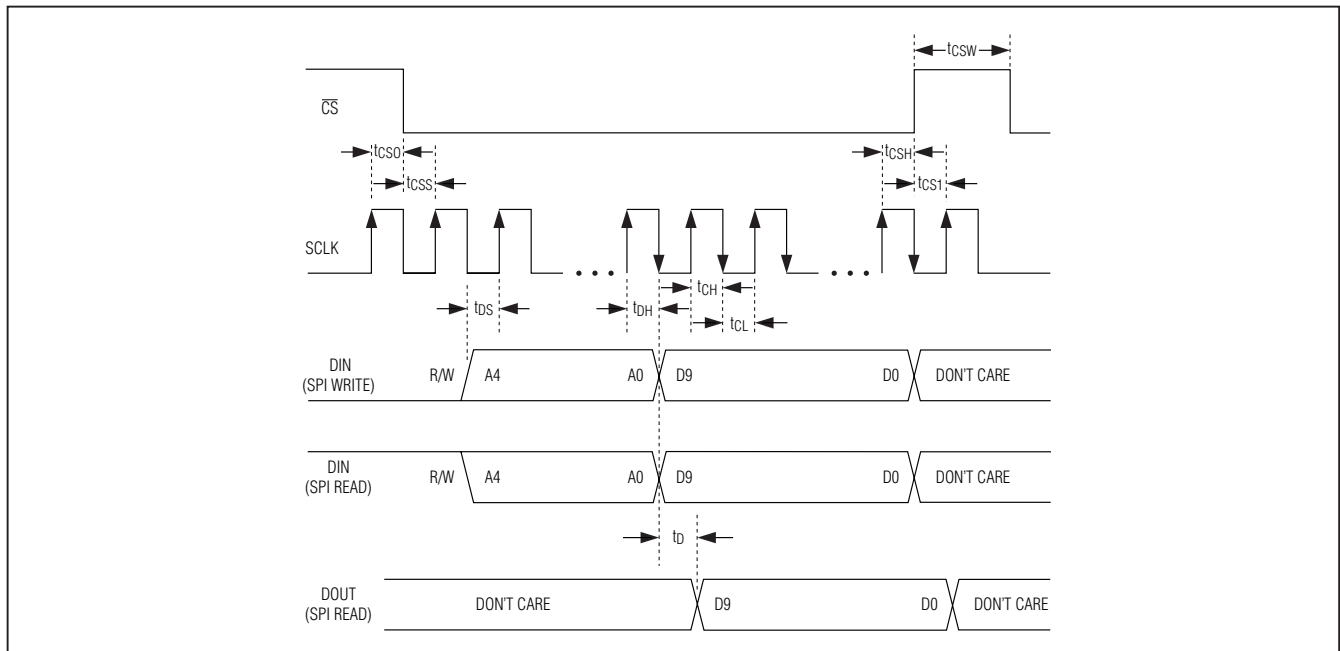 tCSW
CS
tCSO tCSH
tCSS tCS1
SCLK
tDS tDH tCH tCL
DIN
(SPI WRITE)
R/W A4 A0 D9 D0 DON'T CARE
DIN
(SPI READ)
R/W A4 A0 D9 D0 DON'T CARE
tD
DOUT
(SPI READ)
DON'T CARE D9 D0 DON'T CARE